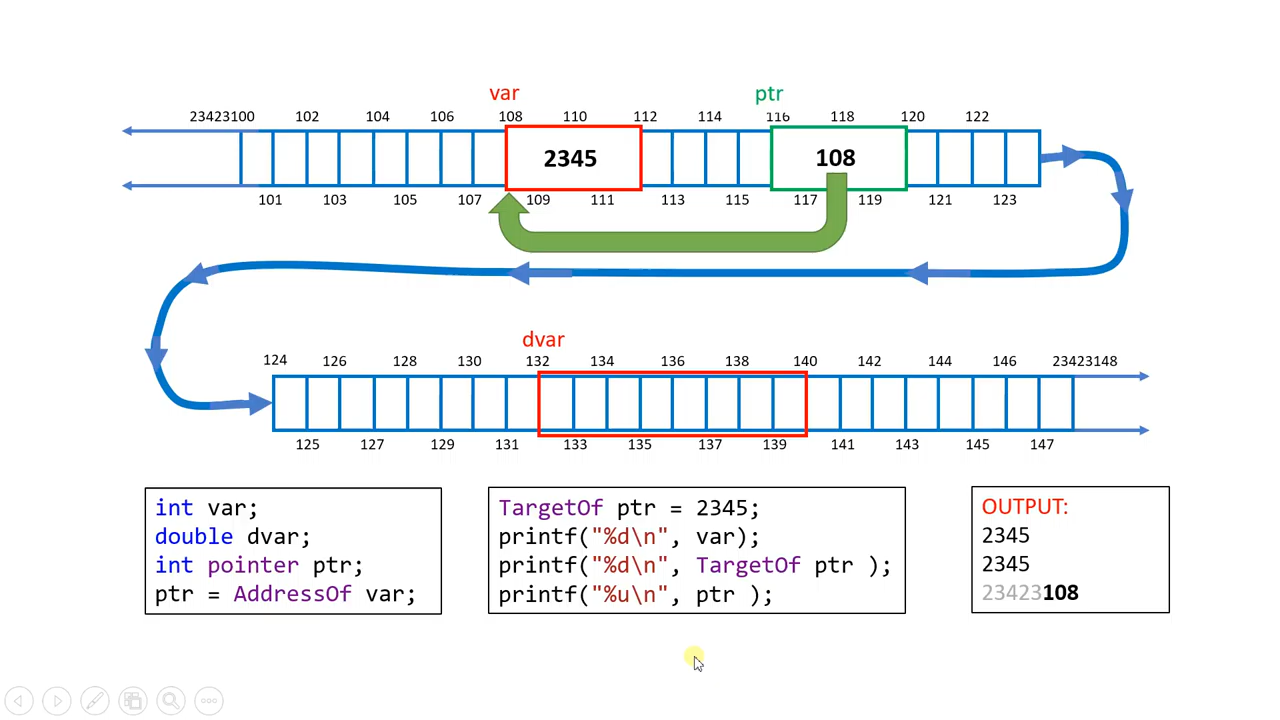 var ptr
23423100 102 104 106 108 110 112 114 116 118 120 122
2345 108
101 103 105 107 109 111 113 115 117 119 121 123
dvar
124 126 128 130 132 134 136 138 140 142 144 146 23423148
125 127 129 131 133 135 137 139 141 143 145 147
int var;
double dvar;
int pointer ptr;
ptr = AddressOf var;
TargetOf ptr = 2345;
printf("%d\n", var);
printf("%d\n", TargetOf ptr );
printf("%u\n", ptr );
OUTPUT:
2345
2345
23423108